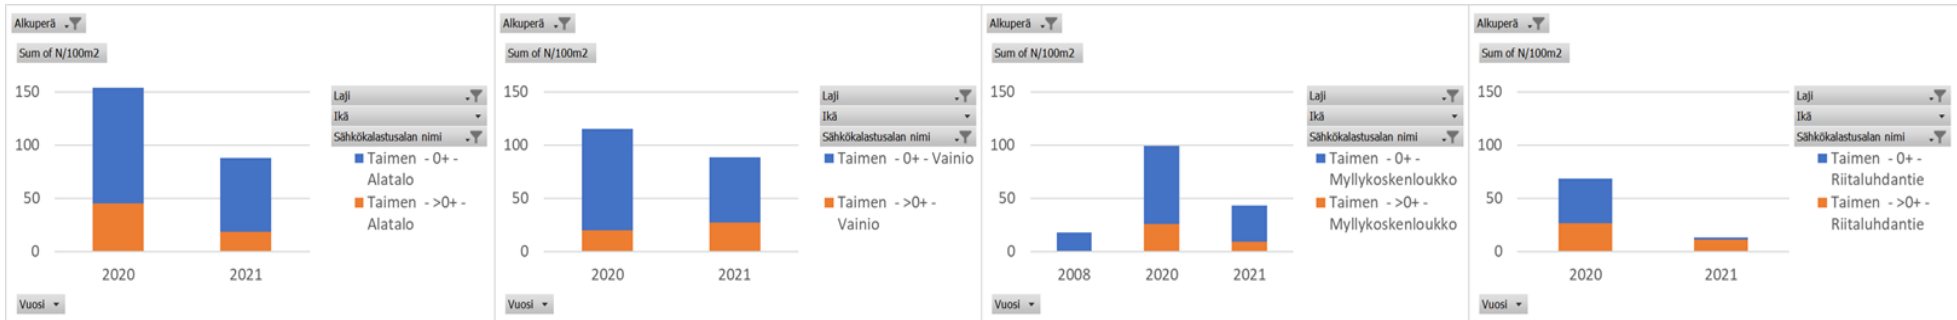 Alkuperä
Sum of N/100m2
150
100
50
0
2020
2021
Laji
Ikä
Sähkökalastusalan nimi
Taimen - 0+ -
Alatalo
Taimen - >0+ -
Alatalo
Vuosi
Alkuperä
Sum of N/100m2
150
100
50
0
2020
2021
Laji
Ikä
Sähkökalastusalan nimi
Taimen - 0+ - Vainio
Taimen - >0+ -
Vainio
Vuosi
Alkuperä
Sum of N/100m2
150
100
50
0
2008
2020
2021
Laji
Ikä
Sähkökalastusalan nimi
Taimen - 0+ -
Myllykoskenloukko
Taimen - >0+ -
Myllykoskenloukko
Vuosi
Alkuperä
Sum of N/100m2
150
100
50
0
2020
2021
Laji
Ikä
Sähkökalastusalan nimi
Taimen - 0+ -
Riitaluhdantie
Taimen - >0+ -
Riitaluhdantie
Vuosi